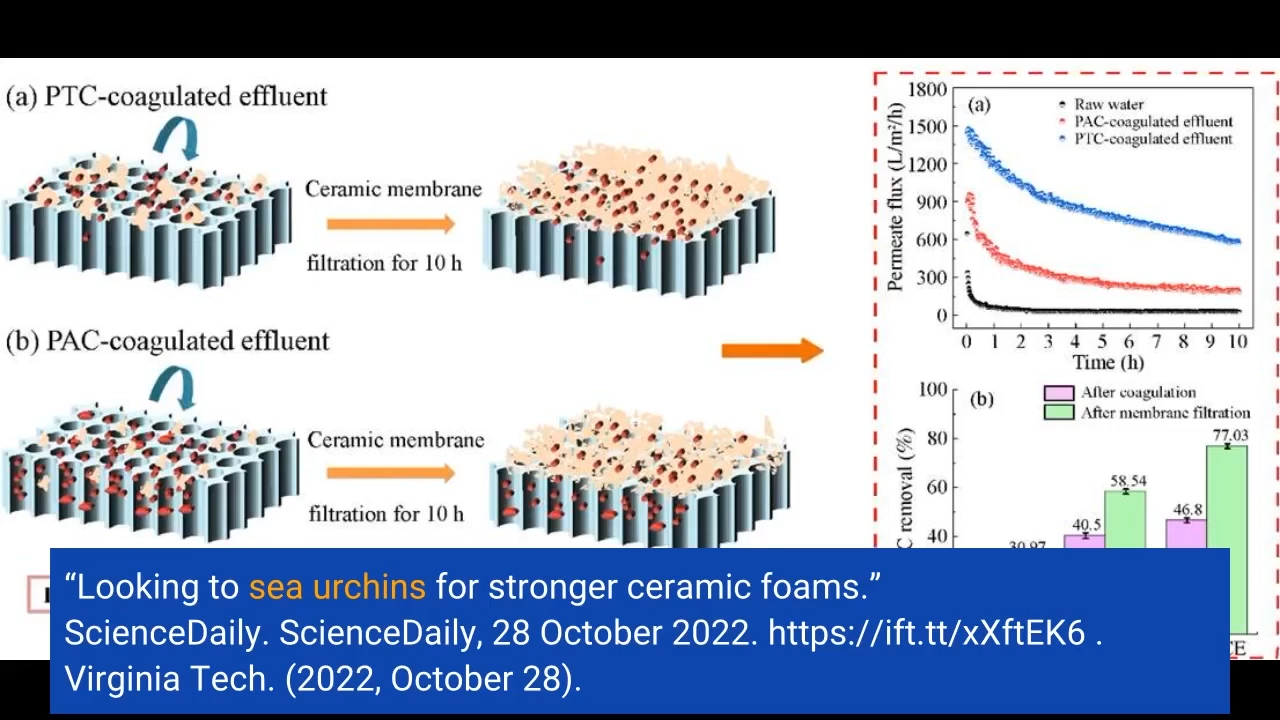 (a) PTC-coagulated effluent
Ceramic membrane
filtration for 10 h
(b) PAC-coagulated effluent
Ceramic membrane
filtration for 10 h
(a)
Raw water
PAC-coagulated effluent
PTC-coagulated effluent
Permeate flux (L/m²/h)
1800
1500
1200
900
600
300
0
0 1 2 3 4 5 6 7 8 9 10
Time (h)
(b)
After coagulation
After membrane filtration
C removal (%)
100
80
60
40
30.97
40.5
58.54
46.8
77.03
CE
“Looking to sea urchins for stronger ceramic foams.”
ScienceDaily. ScienceDaily, 28 October 2022. https://ift.tt/xXftEK6 .
Virginia Tech. (2022, October 28).